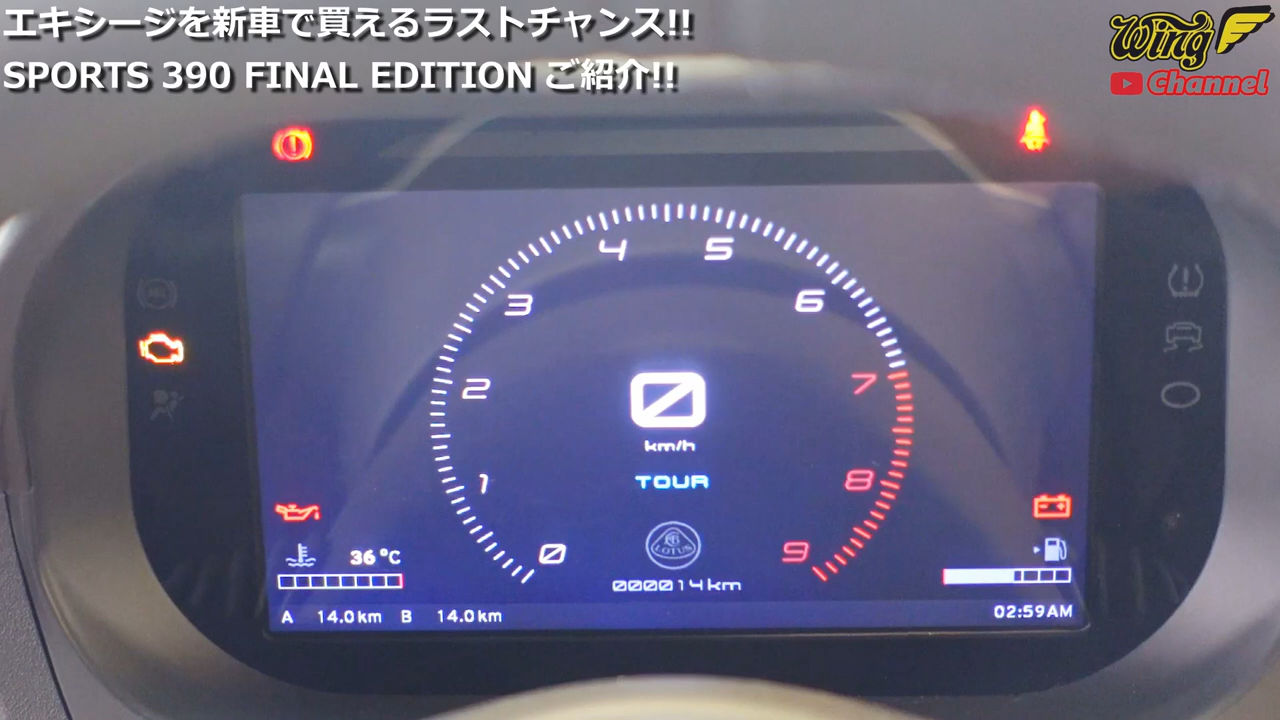 エキシージを新車で買えるラストチャンス!!
SPORTS 390 FINAL EDITION ご紹介!!
Wing
Channel
4 5
3 6
2 7
0
km/h
TOUR
1 8
0 9
36°C
LOTUS
000014km
A 14.0km B 14.0km
02:59AM